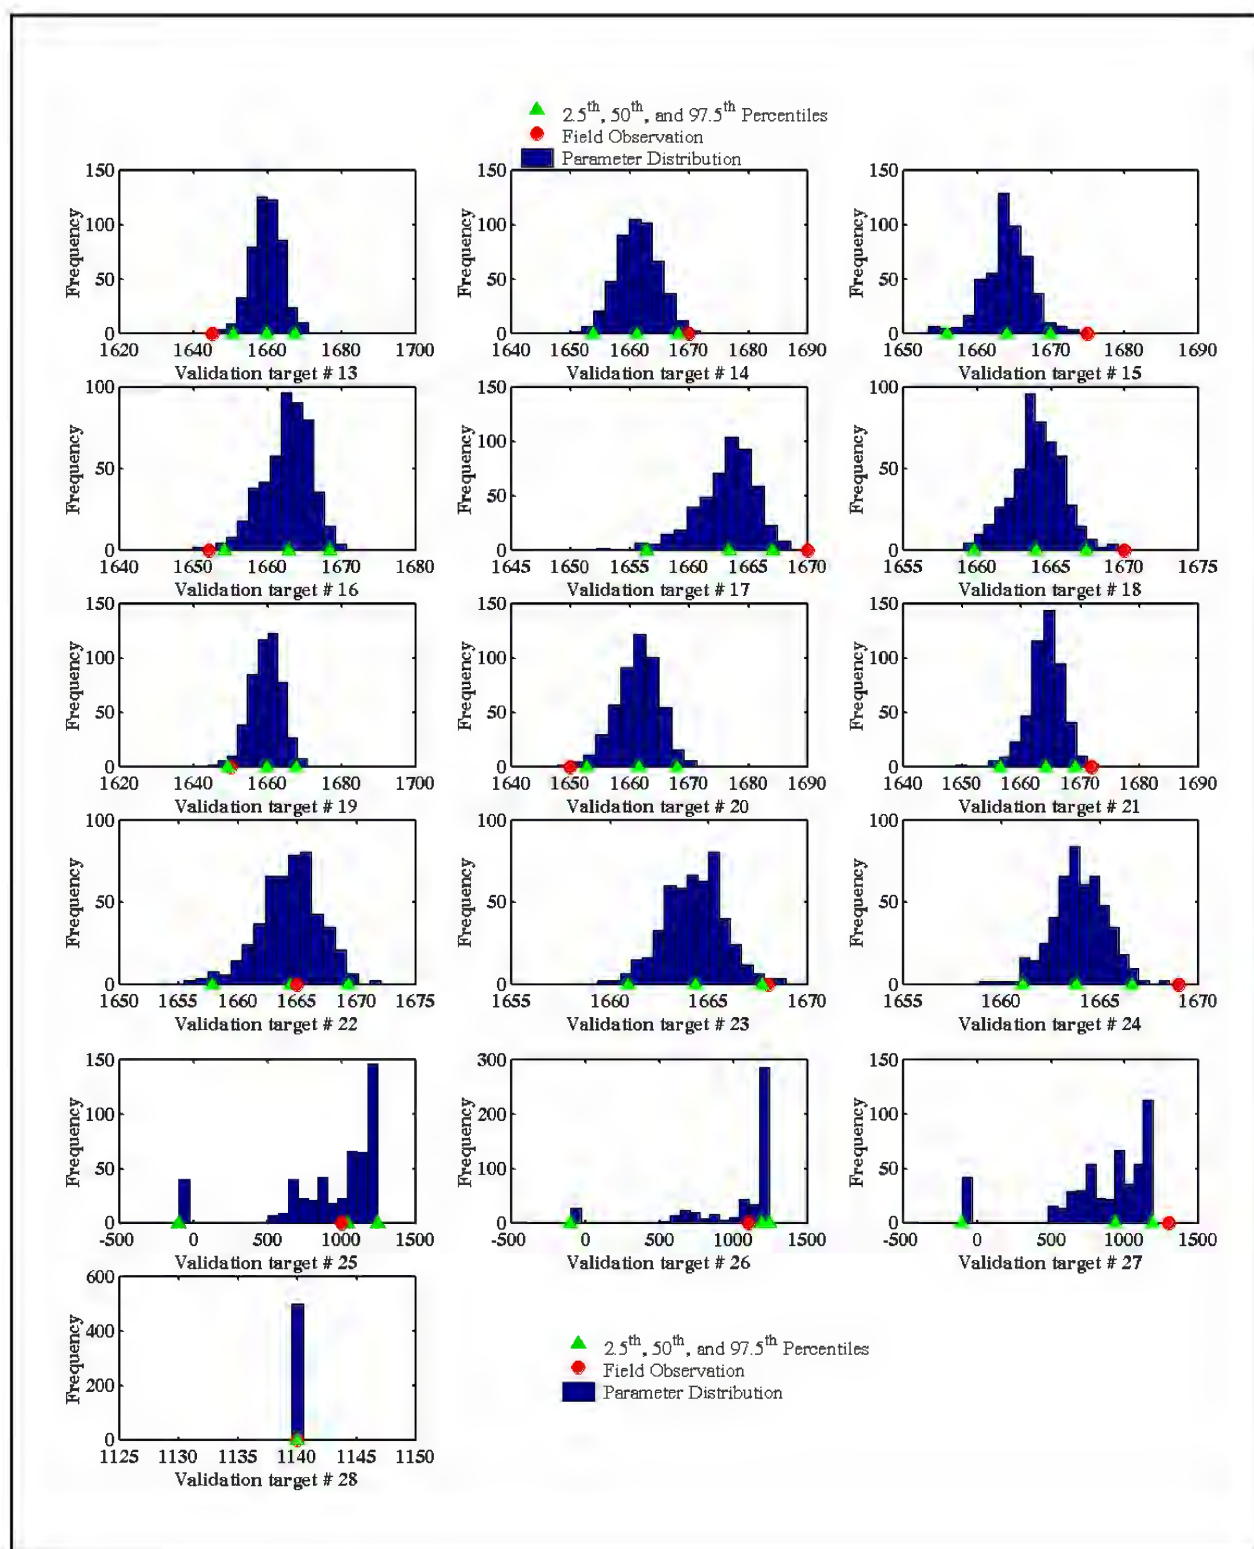 2.5th, 50th, and 97.5th Percentiles
Field Observation
Parameter Distribution
150
100
50
0
Frequency
1620 1640 1660 1680 1700
Validation target # 13
150
100
50
0
Frequency
1640 1650 1660 1670 1680 1690
Validation target # 14
150
100
50
0
Frequency
1650 1660 1670 1680 1690
Validation target # 15
100
50
0
Frequency
1640 1650 1660 1670 1680
Validation target # 16
150
100
50
0
Frequency
1645 1650 1655 1660 1665 1670
Validation target # 17
100
50
0
Frequency
1655 1660 1665 1670 1675
Validation target # 18
150
100
50
0
Frequency
1620 1640 1660 1680 1700
Validation target # 19
150
100
50
0
Frequency
1640 1650 1660 1670 1680 1690
Validation target # 20
150
100
50
0
Frequency
1640 1650 1660 1670 1680 1690
Validation target # 21
100
50
0
Frequency
1650 1655 1660 1665 1670 1675
Validation target # 22
100
50
0
Frequency
1655 1660 1665 1670
Validation target # 23
100
50
0
Frequency
1655 1660 1665 1670
Validation target # 24
150
100
50
0
Frequency
-500 0 500 1000 1500
Validation target # 25
300
200
100
0
Frequency
-500 0 500 1000 1500
Validation target # 26
150
100
50
0
Frequency
-500 0 500 1000 1500
Validation target # 27
600
400
200
0
Frequency
1125 1130 1135 1140 1145 1150
Validation target # 28
2.5th, 50th, and 97.5th Percentiles
Field Observation
Parameter Distribution